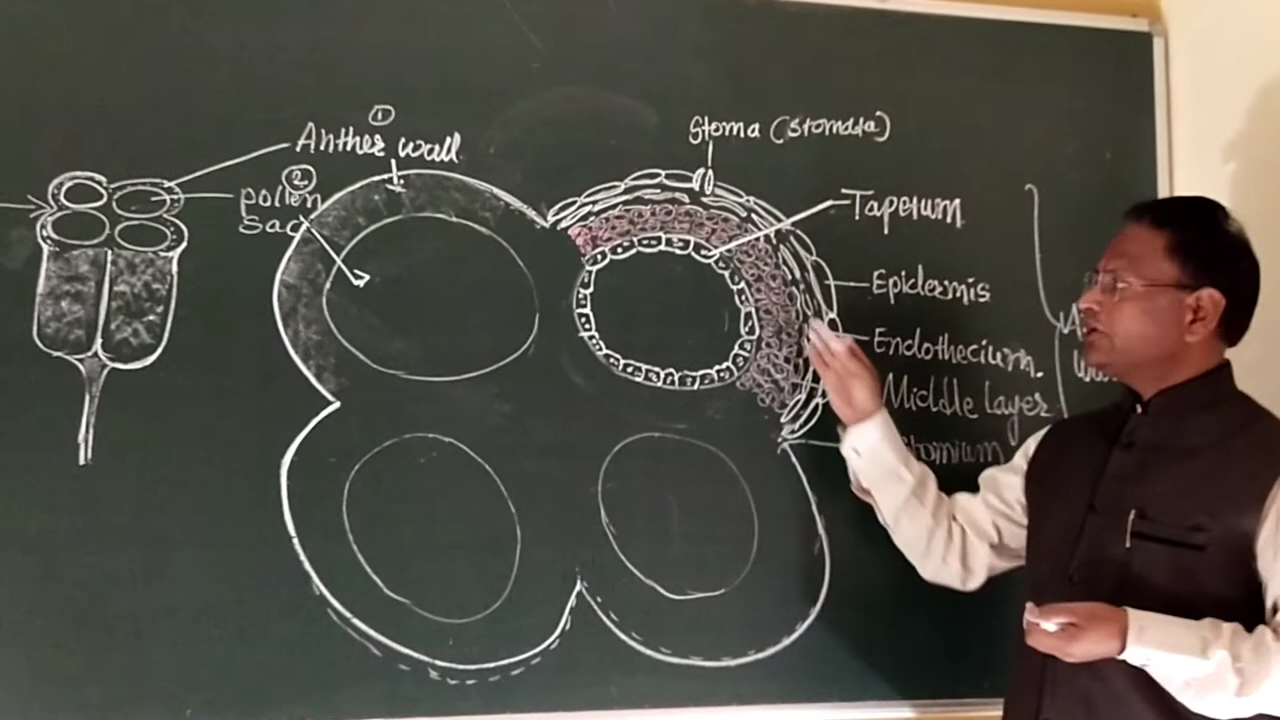 ①
Anther wall
②
pollen
Sac
Stoma (Stomata)
Tapetum
Epidermis
Endothecium.
Middle layer